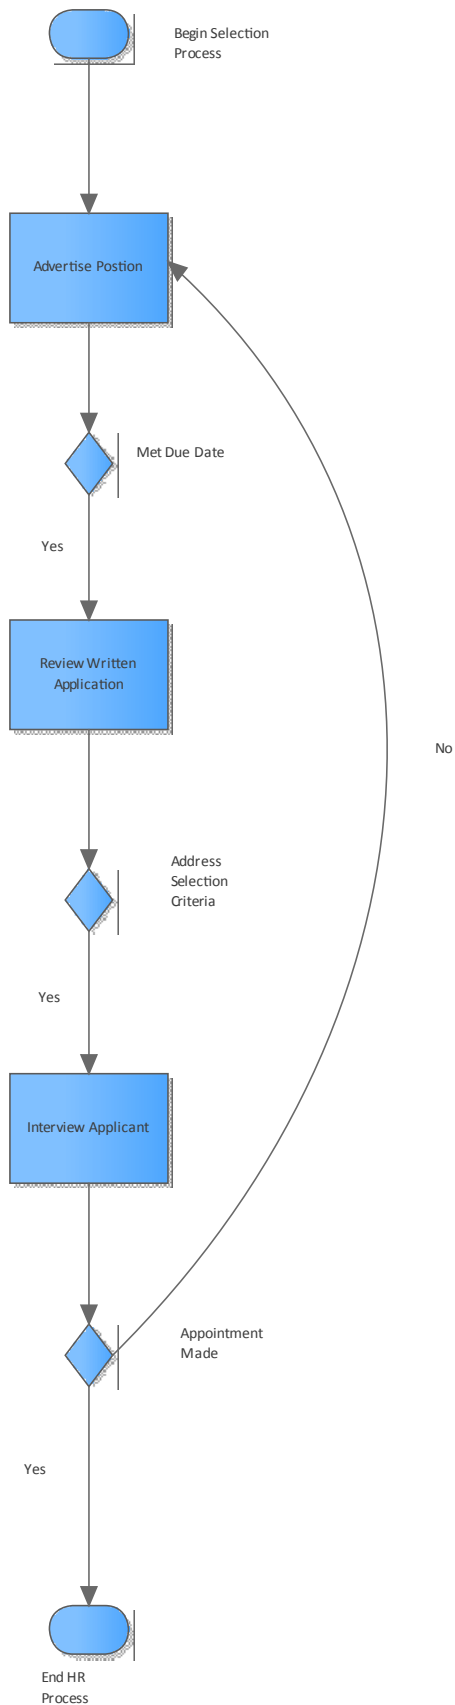 Begin Selection
Process
Advertise Postion
Met Due Date
Yes
Review Written
Application
No
Address
Selection
Criteria
Yes
Interview Applicant
Appointment
Made
Yes
End HR
Process